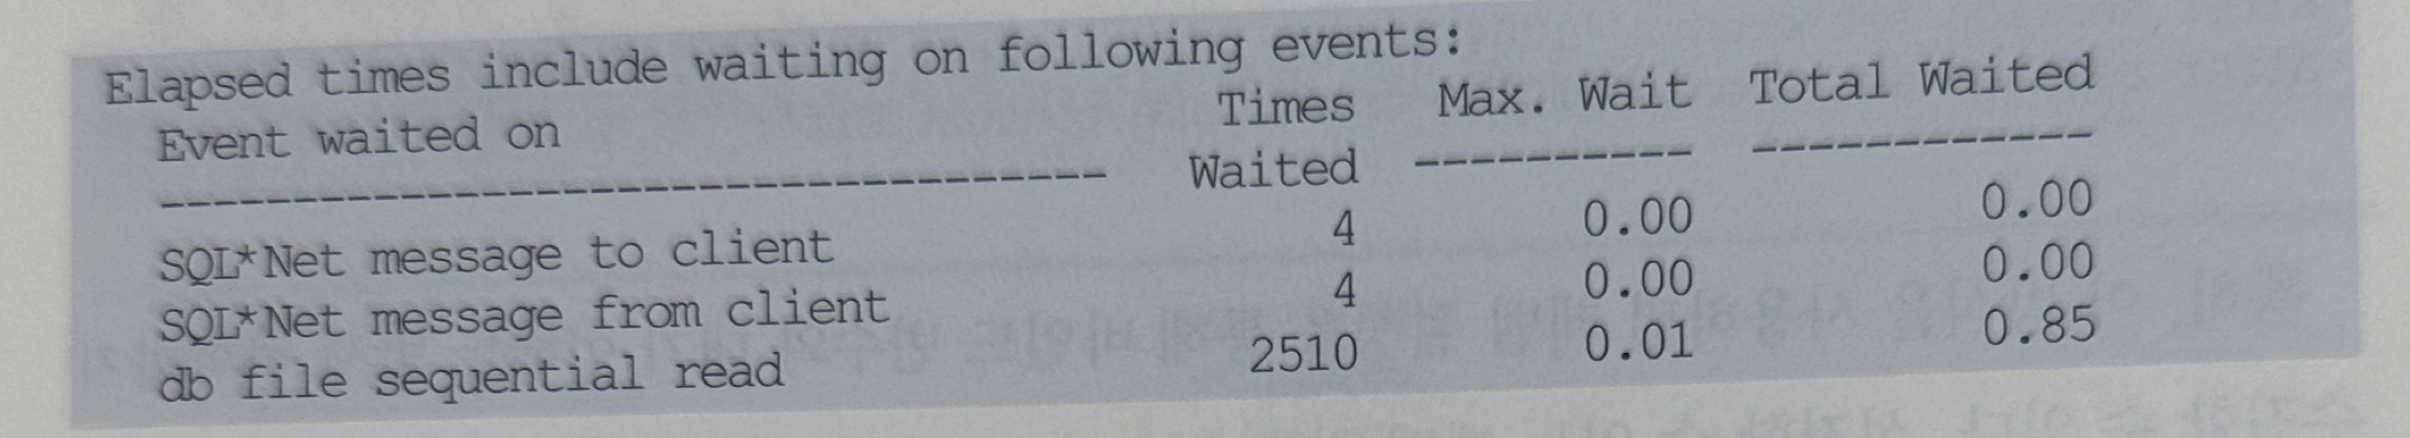 Elapsed times include waiting on following events:
Event waited on Times Max. Wait Total Waited
---------------------------------- Waited ---------- ------------
SQL*Net message to client 4 0.00 0.00
SQL*Net message from client 4 0.00 0.00
db file sequential read 2510 0.01 0.85